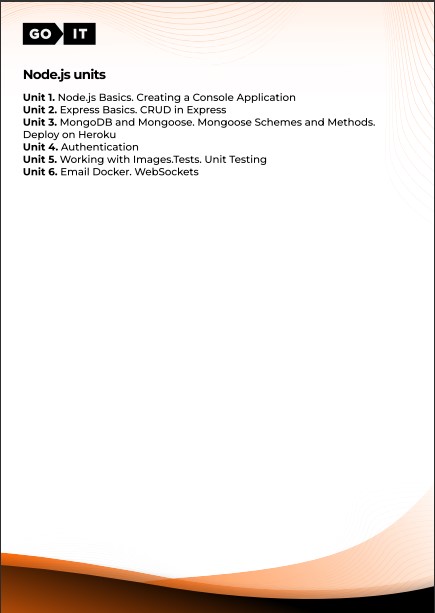 GO IT
Node.js units
Unit 1. Node.js Basics. Creating a Console Application
Unit 2. Express Basics. CRUD in Express
Unit 3. MongoDB and Mongoose. Mongoose Schemes and Methods.
Deploy on Heroku
Unit 4. Authentication
Unit 5. Working with Images.Tests. Unit Testing
Unit 6. Email Docker. WebSockets